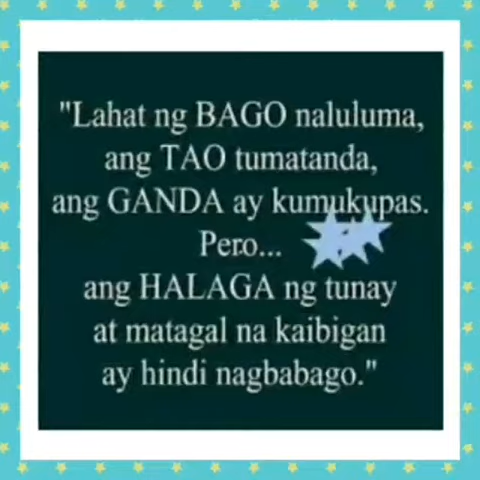 "Lahat ng BAGO naluluma,
ang TAO tumatanda,
ang GANDA ay kumukupas.
Pero...
ang HALAGA ng tunay
at matagal na kaibigan
ay hindi nagbabago."